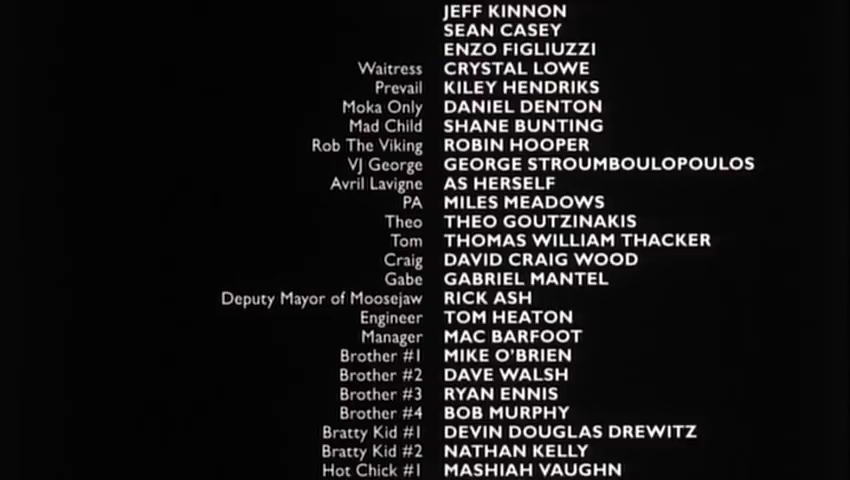 JEFF KINNON
SEAN CASEY
ENZO FIGLIUZZI
Waitress CRYSTAL LOWE
Prevail KILEY HENDRIKS
Moka Only DANIEL DENTON
Mad Child SHANE BUNTING
Rob The Viking ROBIN HOOPER
VJ George GEORGE STROUMBOULOPOULOS
Avril Lavigne AS HERSELF
PA MILES MEADOWS
Theo THEO GOUTZINAKIS
Tom THOMAS WILLIAM THACKER
Craig DAVID CRAIG WOOD
Gabe GABRIEL MANTEL
Deputy Mayor of Moosejaw RICK ASH
Engineer TOM HEATON
Manager MAC BARFOOT
Brother #1 MIKE O'BRIEN
Brother #2 DAVE WALSH
Brother #3 RYAN ENNIS
Brother #4 BOB MURPHY
Bratty Kid #1 DEVIN DOUGLAS DREWITZ
Bratty Kid #2 NATHAN KELLY
Hot Chick #1 MASHIAH VAUGHN